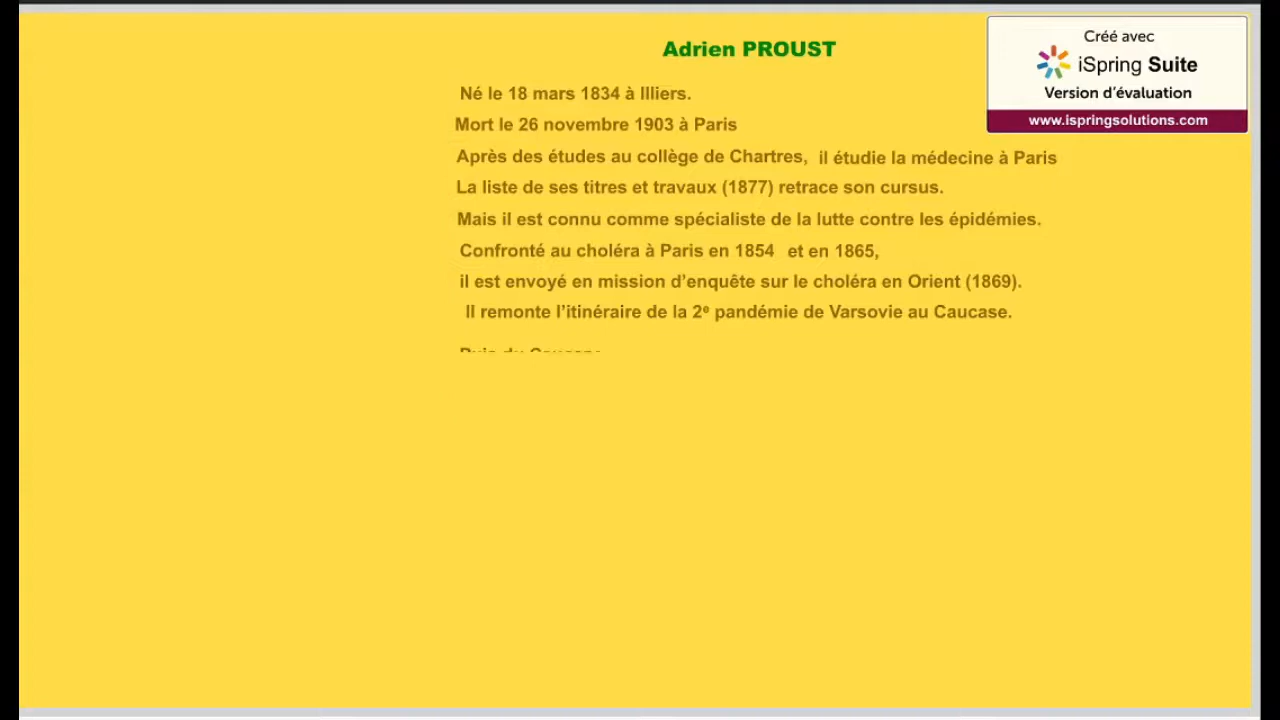 Adrien PROUST
Né le 18 mars 1834 à Illiers.
Mort le 26 novembre 1903 à Paris
Après des études au collège de Chartres, il étudie la médecine à Paris
La liste de ses titres et travaux (1877) retrace son cursus.
Mais il est connu comme spécialiste de la lutte contre les épidémies.
Confronté au choléra à Paris en 1854 et en 1865,
il est envoyé en mission d’enquête sur le choléra en Orient (1869).
Il remonte l’itinéraire de la 2ᵉ pandémie de Varsovie au Caucase.
Créé avec
iSpring Suite
Version d’évaluation
www.ispringsolutions.com